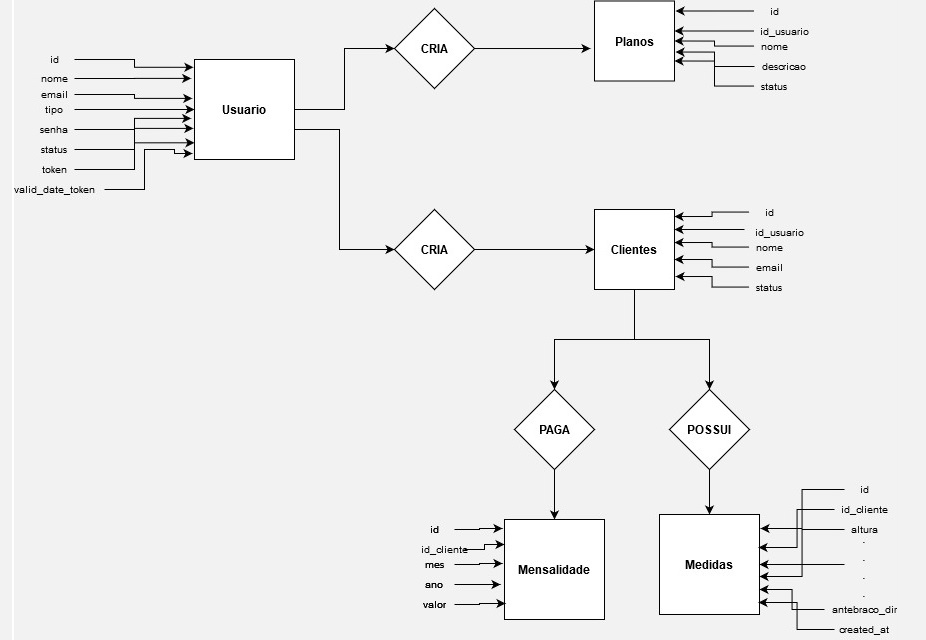 id
nome
email
tipo
senha
status
token
valid_date_token
Usuario
CRIA
Planos
id
id_usuario
nome
descricao
status
CRIA
Clientes
id
id_usuario
nome
email
status
PAGA
POSSUI
id
id_cliente
mes
ano
valor
Mensalidade
Medidas
id
id_cliente
altura
.
.
.
.
antebraco_dir
created_at